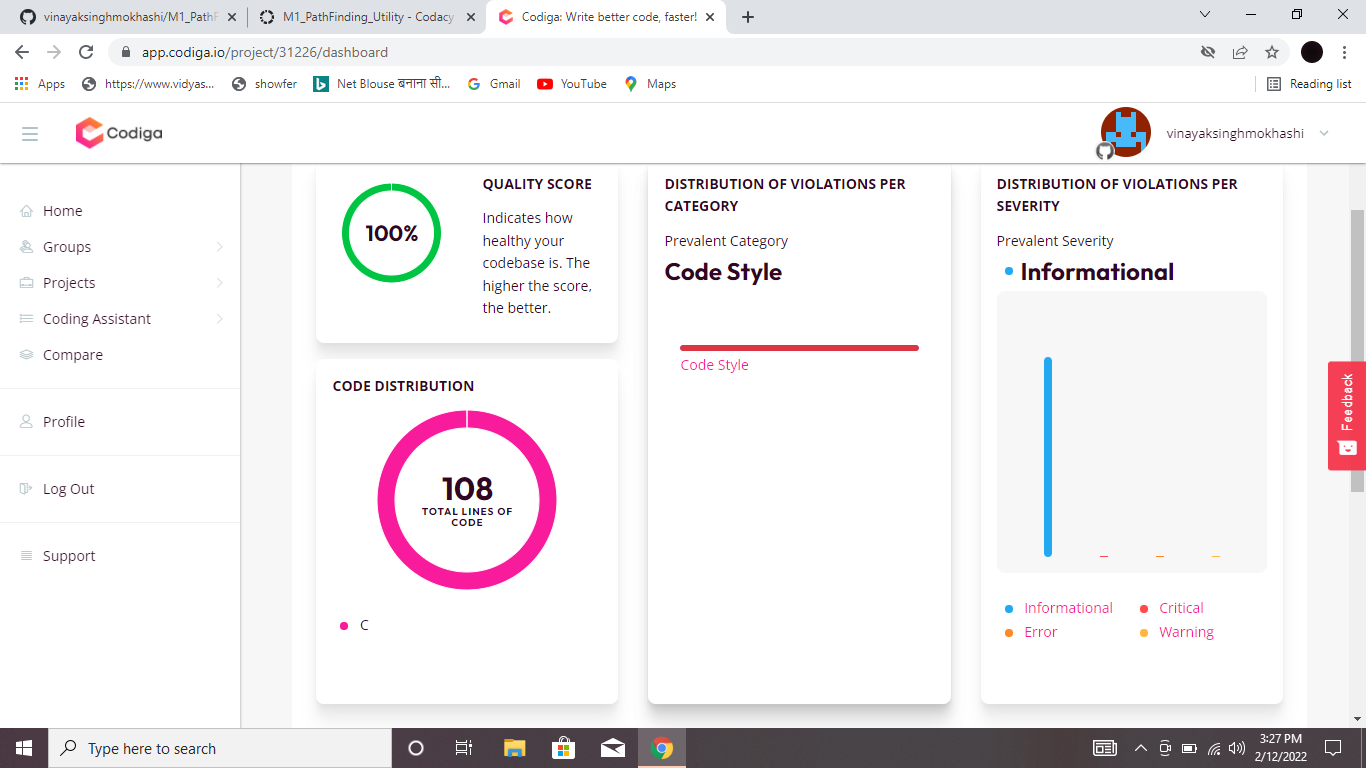 vinayaksinghmokhashi/M1_PathF
M1_PathFinding_Utility - Codacy
Codiga: Write better code, faster!
app.codiga.io/project/31226/dashboard
Apps
https://www.vidyas...
showfer
Net Blouse बनाना सी...
Gmail
YouTube
Maps
Reading list
Codiga
vinayaksinghmokhashi
Home
Groups
Projects
Coding Assistant
Compare
Profile
Log Out
Support
100%
QUALITY SCORE
Indicates how
healthy your
codebase is. The
higher the score,
the better.
CODE DISTRIBUTION
108
TOTAL LINES OF
CODE
C
DISTRIBUTION OF VIOLATIONS PER
CATEGORY
Prevalent Category
Code Style
Code Style
DISTRIBUTION OF VIOLATIONS PER
SEVERITY
Prevalent Severity
Informational
Informational
Critical
Error
Warning
Feedback
Type here to search
3:27 PM
2/12/2022